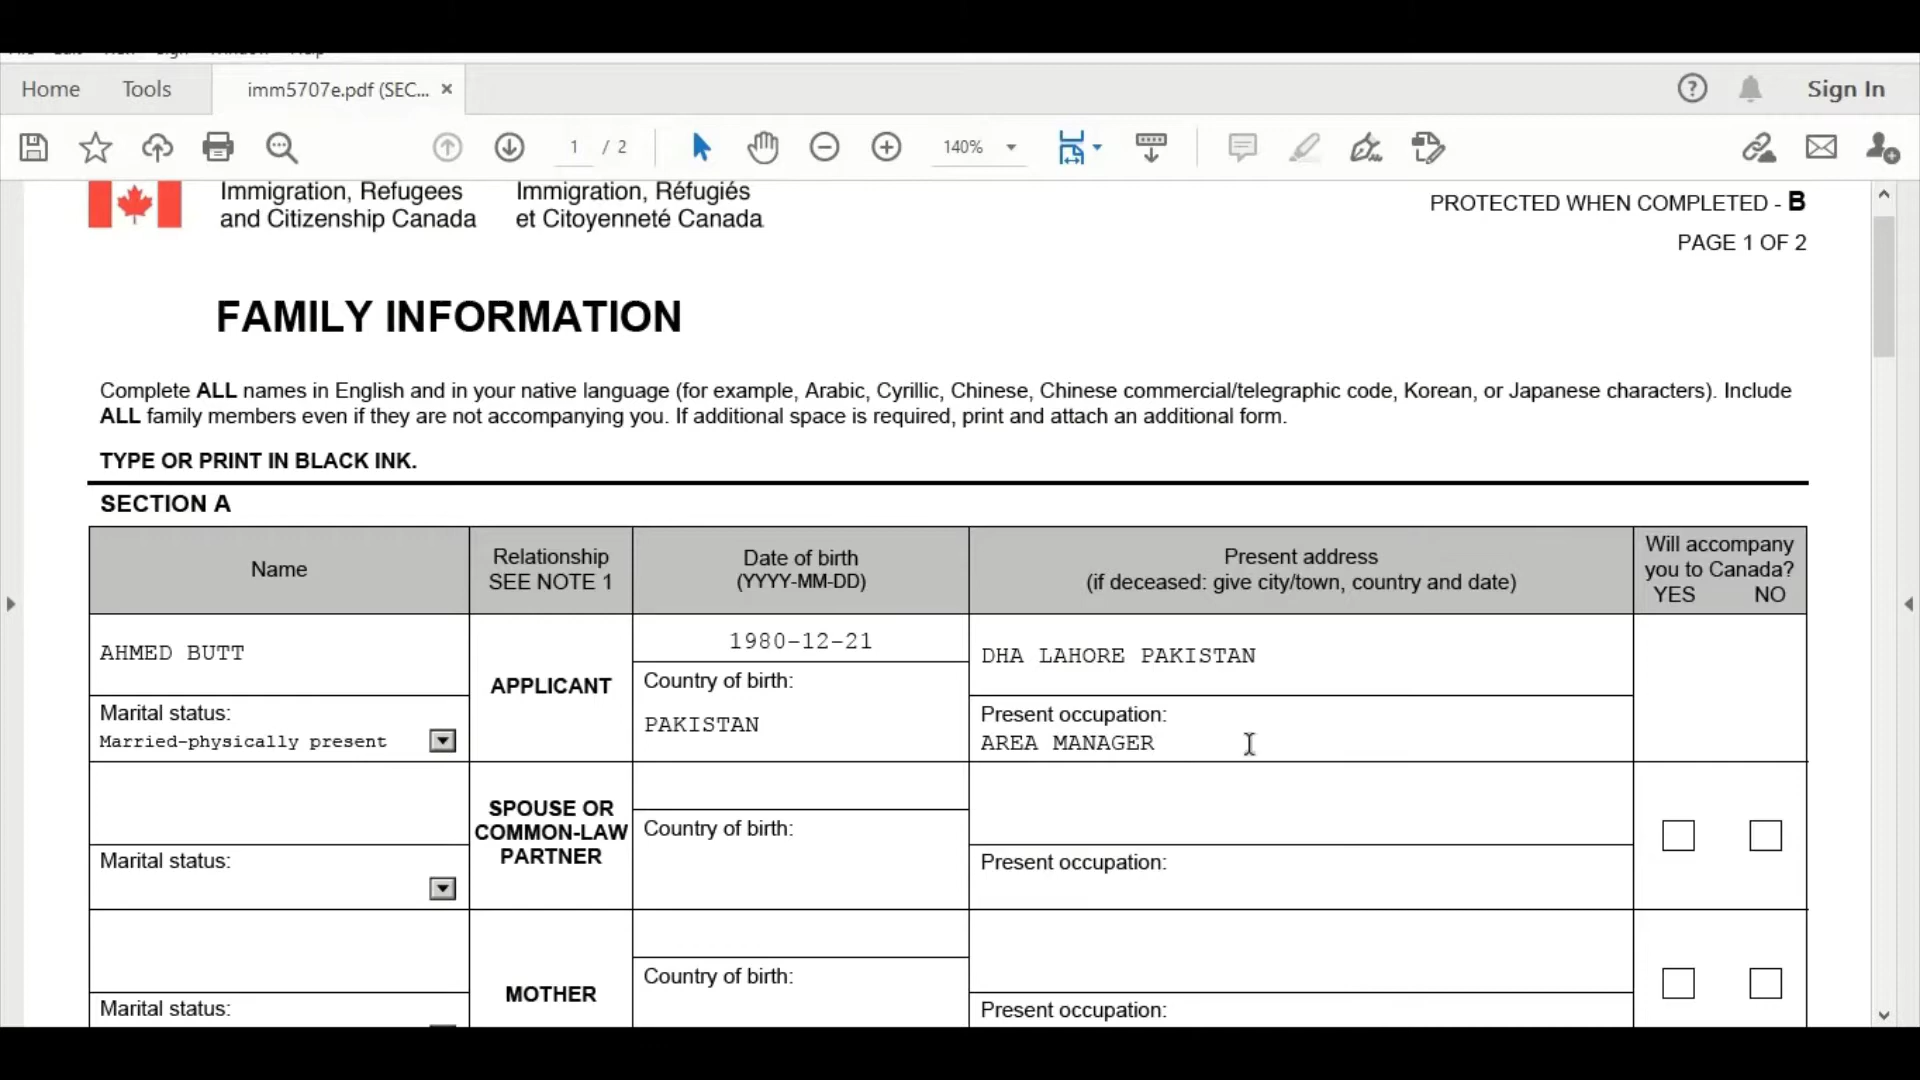 Home Tools imm5707e.pdf (SEC... × Sign In
1 / 2 140%
Immigration, Refugees
and Citizenship Canada
Immigration, Réfugiés
et Citoyenneté Canada
PROTECTED WHEN COMPLETED - B
PAGE 1 OF 2
FAMILY INFORMATION
Complete ALL names in English and in your native language (for example, Arabic, Cyrillic, Chinese, Chinese commercial/telegraphic code, Korean, or Japanese characters). Include
ALL family members even if they are not accompanying you. If additional space is required, print and attach an additional form.
TYPE OR PRINT IN BLACK INK.
SECTION A
Name
Relationship
SEE NOTE 1
Date of birth
(YYYY-MM-DD)
Present address
(if deceased: give city/town, country and date)
Will accompany
you to Canada?
YES NO
AHMED BUTT
Marital status:
Married-physically present
APPLICANT
1980-12-21
Country of birth:
PAKISTAN
DHA LAHORE PAKISTAN
Present occupation:
AREA MANAGER
Marital status:
SPOUSE OR
COMMON-LAW
PARTNER
Country of birth:
Present occupation:
Marital status:
MOTHER
Country of birth:
Present occupation: